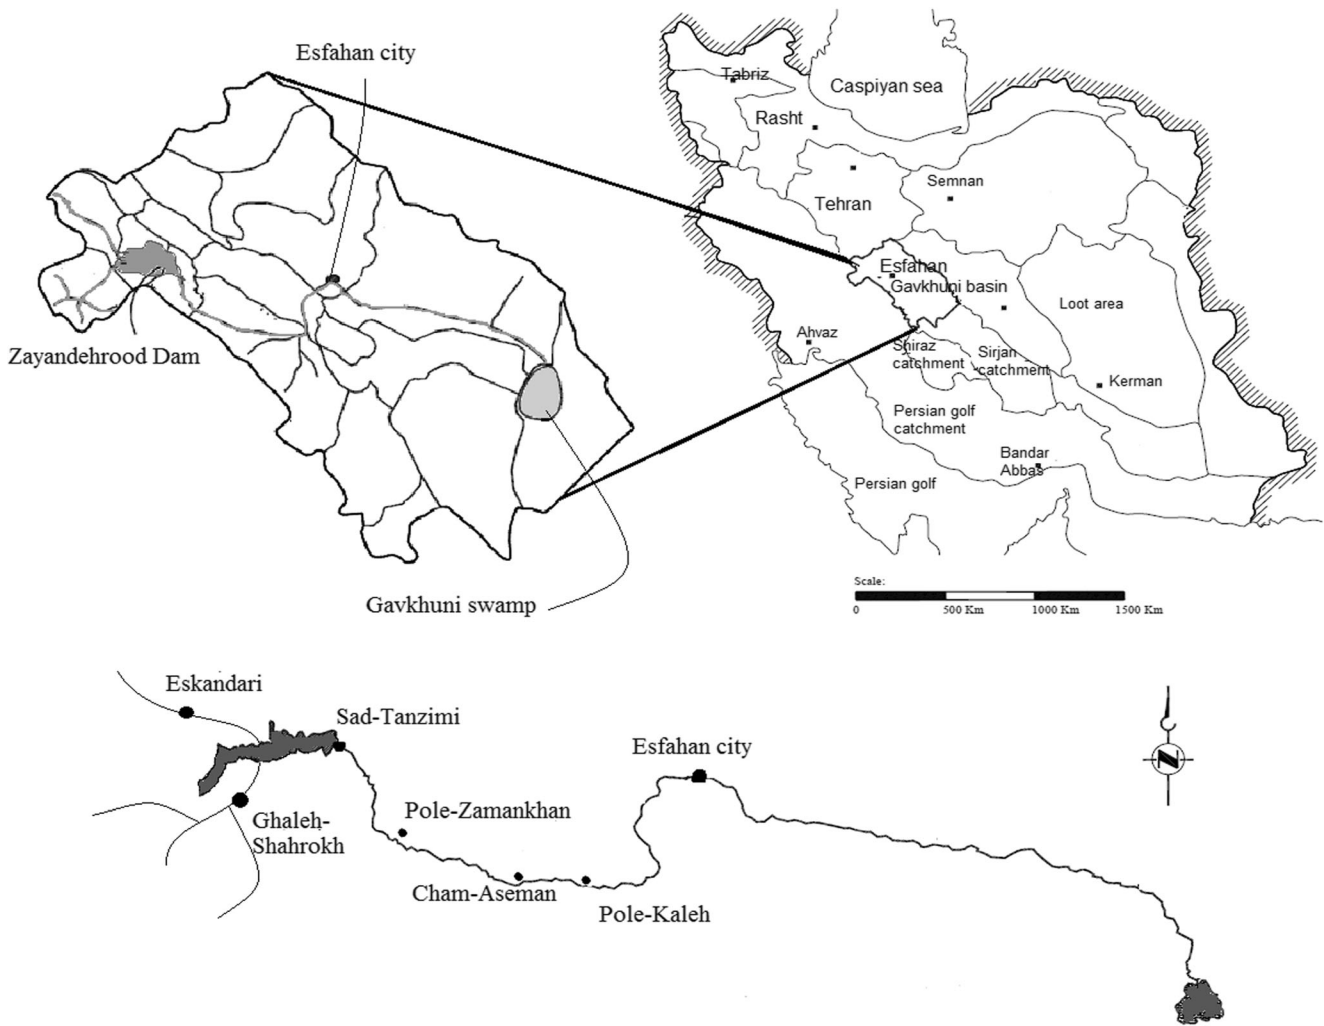 Esfahan city
Zayandehrood Dam
Gavkhuni swamp
Tabriz
Caspiyan sea
Rasht
Semnan
Tehran
Esfahan
Gavkhuni basin
Loot area
Ahvaz
Shiraz
catchment
Sirjan
catchment
Kerman
Persian golf
catchment
Bandar
Abbas
Persian golf
Scale:
0 500 Km 1000 Km 1500 Km
Eskandari
Sad-Tanzimi
Esfahan city
Ghaleh-
Shahrokh
Pole-Zamankhan
Cham-Aseman
Pole-Kaleh
N